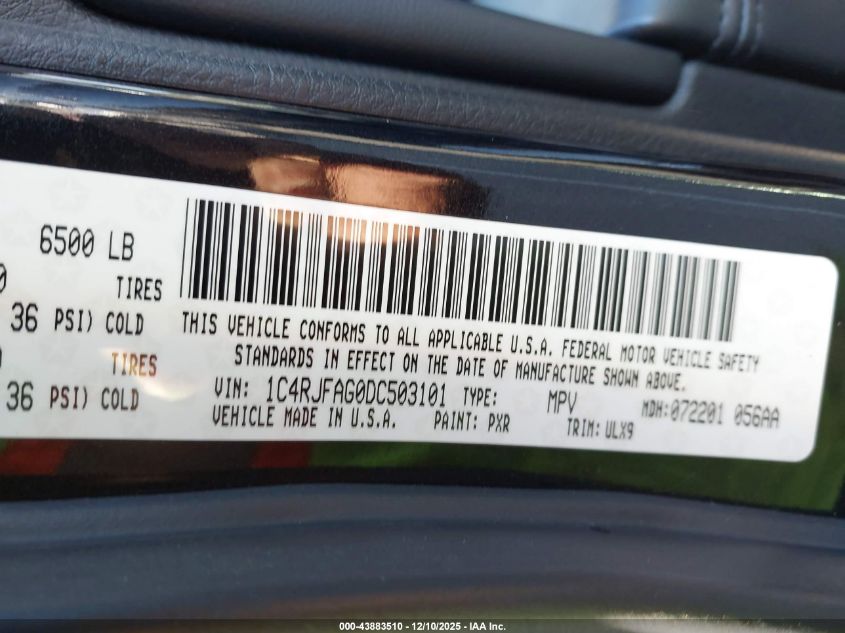 6500 LB
TIRES
36 PSI) COLD
TIRES
36 PSI) COLD
THIS VEHICLE CONFORMS TO ALL APPLICABLE U.S.A. FEDERAL MOTOR VEHICLE SAFETY
STANDARDS IN EFFECT ON THE DATE OF MANUFACTURE SHOWN ABOVE.
VIN: 1C4RJFAG0DC503101 TYPE: MPV MDH:072201 056AA
VEHICLE MADE IN U.S.A. PAINT: PXR TRIM: ULX9
000-43883510 - 12/10/2025 - IAA Inc.